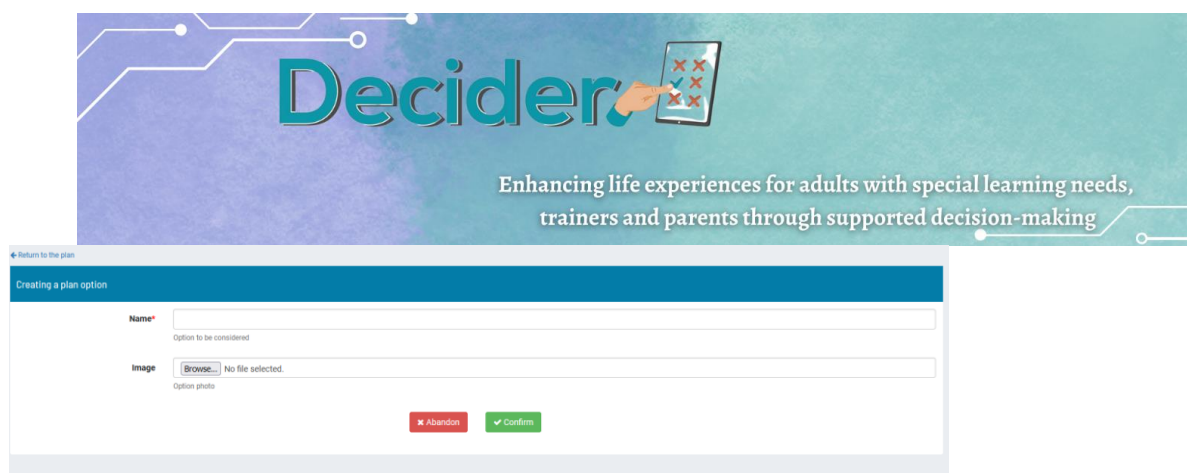 Decider
Enhancing life experiences for adults with special learning needs,
trainers and parents through supported decision-making
Return to the plan
Creating a plan option
Name*
Option to be considered
Image
Browse... No file selected.
Option photo
Abandon
Confirm